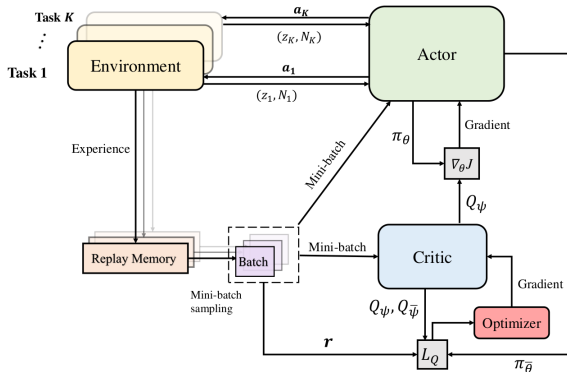 Task K
⋮
Task 1
Environment
a_K
(z_K, N_K)
a_1
(z_1, N_1)
Actor
Experience
Mini-batch
π_θ
Gradient
∇_θ J
Q_ψ
Replay Memory
Batch
Mini-batch
Critic
Mini-batch
sampling
Q_ψ, Q_ψ̄
Gradient
Optimizer
r
L_Q
π_θ̄